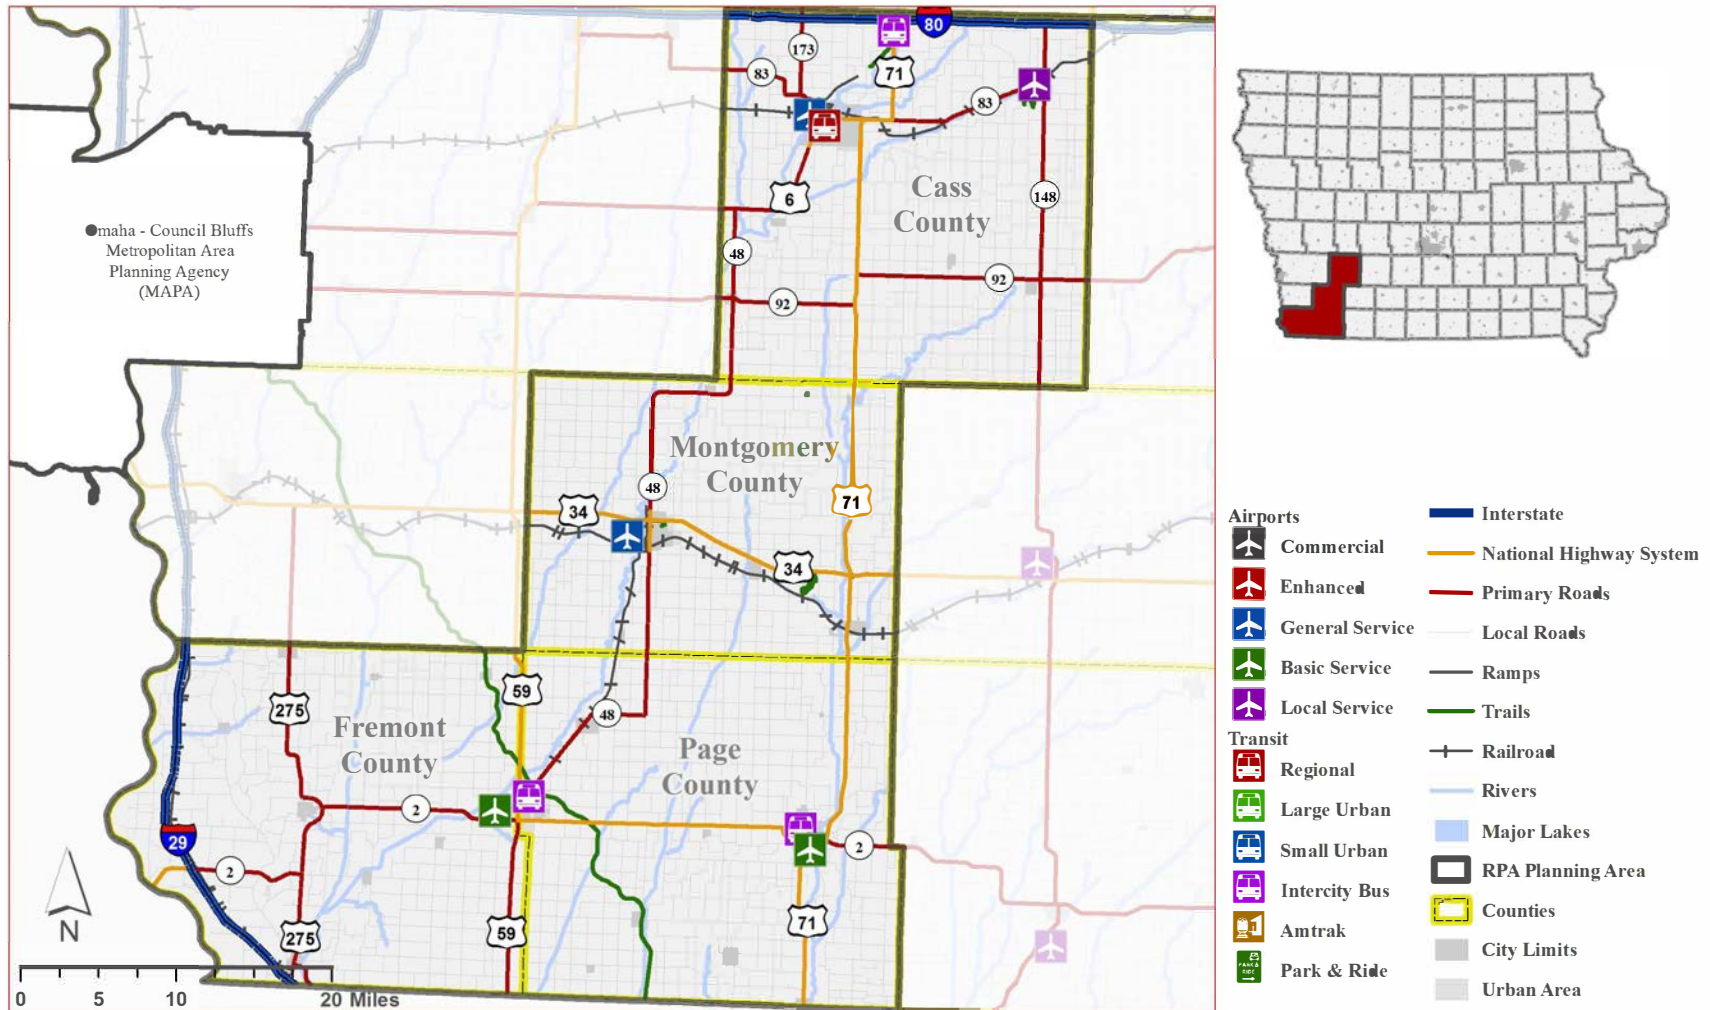 80
173
83
71
83
6
Cass
County
148
48
92
92
Omaha - Council Bluffs
Metropolitan Area
Planning Agency
(MAPA)
Montgomery
County
48
71
34
34
59
275
48
Fremont
County
Page
County
2
29
2
2
275
59
71
N
0 5 10 20 Miles
Airports
Commercial
Enhanced
General Service
Basic Service
Local Service
Transit
Regional
Large Urban
Small Urban
Intercity Bus
Amtrak
PARK &
RIDE
Park & Ride
Interstate
National Highway System
Primary Roads
Local Roads
Ramps
Trails
Railroad
Rivers
Major Lakes
RPA Planning Area
Counties
City Limits
Urban Area